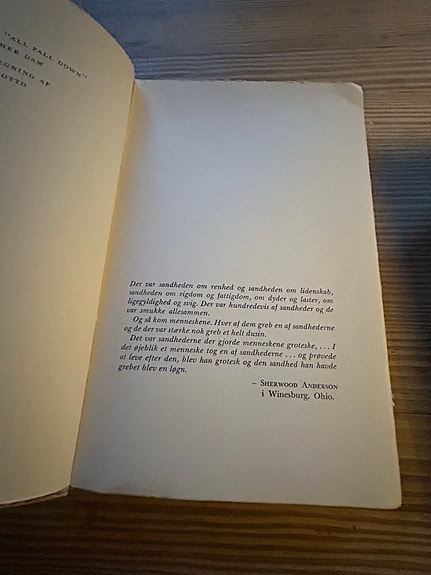 "ALL FALL DOWN"
HER DAM
GNING AF
OTTO
Der var sandheden om renhed og sandheden om lidenskab,
sandheden om rigdom og fattigdom, om dyder og laster, om
ligegyldighed og svig. Der var hundredevis af sandheder og de
var smukke allesammen.
Og så kom menneskene. Hver af dem greb en af sandhederne
og de der var stærke nok greb et helt dusin.
Det var sandhederne der gjorde menneskene groteske, . . . I
det øjeblik et menneske tog en af sandhederne . . . og prøvede
at leve efter den, blev han grotesk og den sandhed han havde
grebet blev en løgn.
– SHERWOOD ANDERSON
i Winesburg, Ohio.